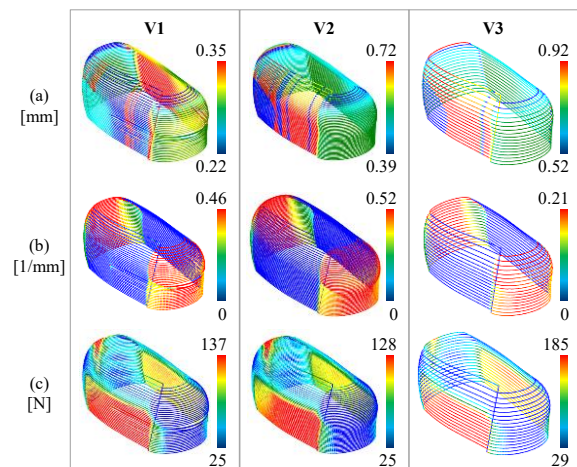 V1 V2 V3
0.35 0.72 0.92
(a)
[mm]
0.22 0.39 0.52
0.46 0.52 0.21
(b)
[1/mm]
0 0 0
137 128 185
(c)
[N]
25 25 29